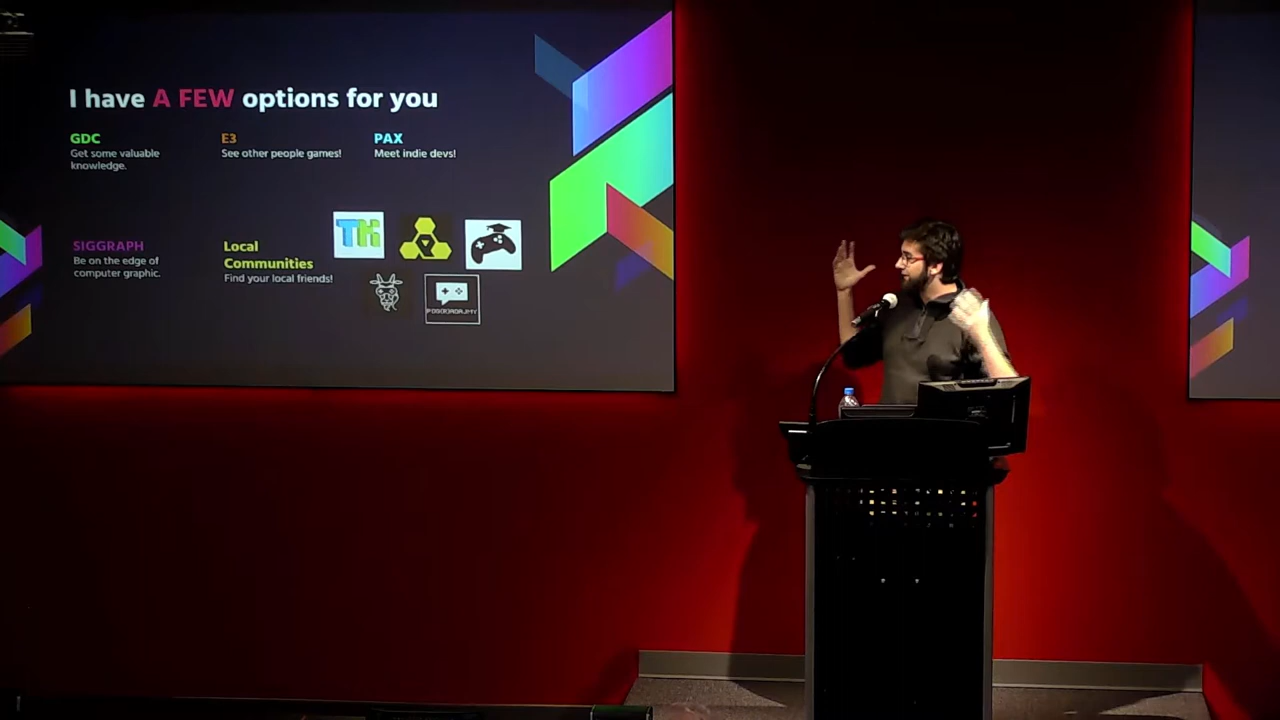 I have A FEW options for you
GDC
Get some valuable
knowledge.
E3
See other people games!
PAX
Meet indie devs!
SIGGRAPH
Be on the edge of
computer graphic.
Local
Communities
Find your local friends!
TK